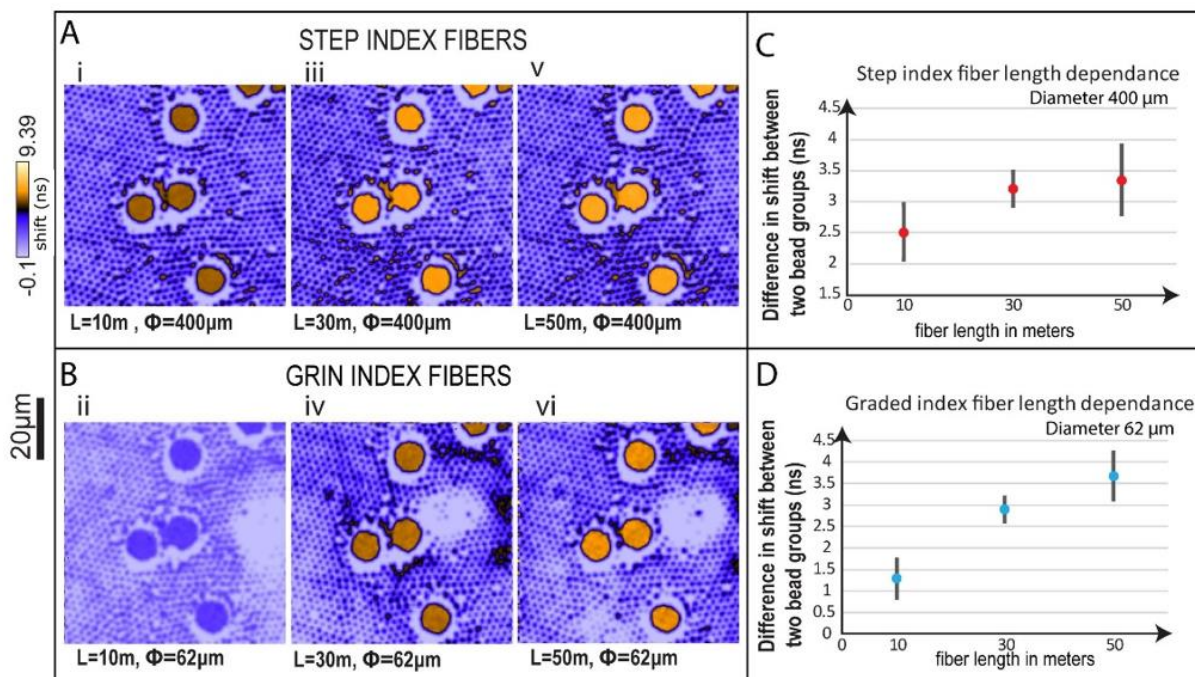 A
STEP INDEX FIBERS
i
iii
v
9.39
shift (ns)
-0.1
L=10m , Φ=400µm
L=30m, Φ=400µm
L=50m, Φ=400µm
B
GRIN INDEX FIBERS
ii
iv
vi
20µm
L=10m, Φ=62µm
L=30m, Φ=62µm
L=50m, Φ=62µm
C
Step index fiber length dependance
Diameter 400 µm
Difference in shift between
two bead groups (ns)
4.5
4
3.5
3
2.5
2
1.5
0
10
30
50
fiber length in meters
D
Graded index fiber length dependance
Diameter 62 µm
Difference in shift between
two bead groups (ns)
4.5
4
3.5
3
2.5
2
1.5
1
0.5
0
10
30
50
fiber length in meters